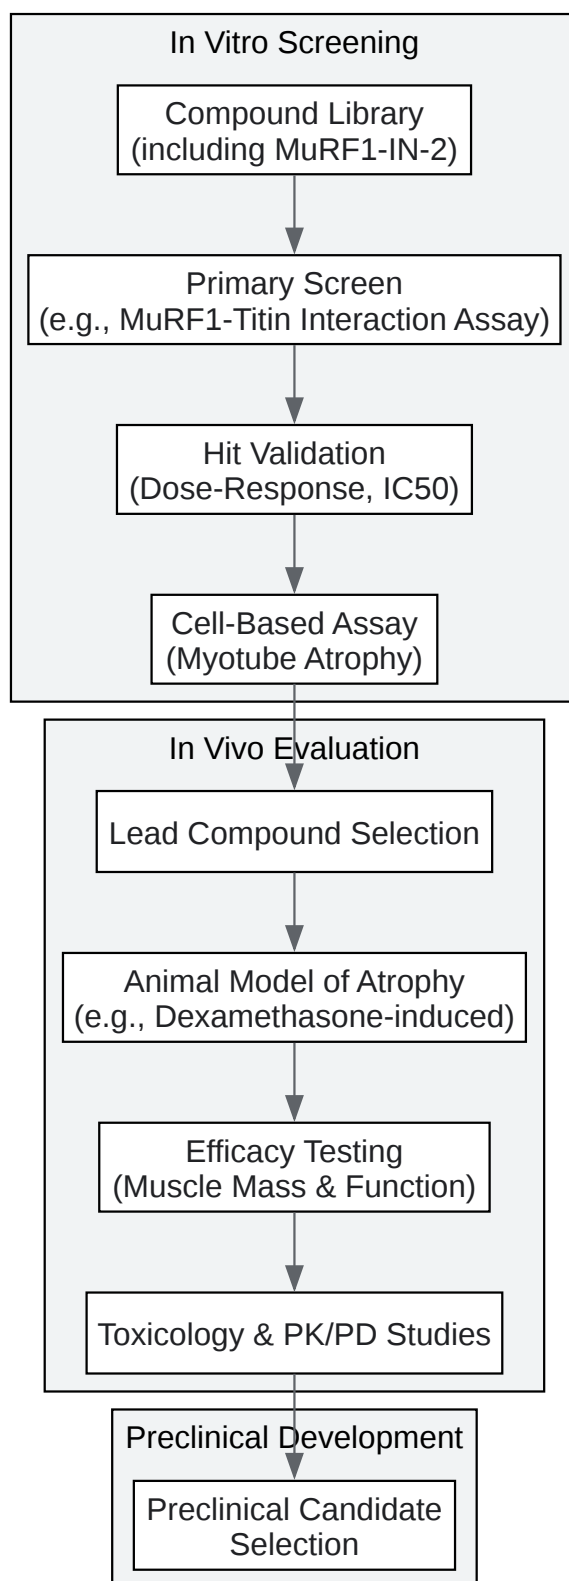 In Vitro Screening
Compound Library
(including MuRF1-IN-2)
Primary Screen
(e.g., MuRF1-Titin Interaction Assay)
Hit Validation
(Dose-Response, IC50)
Cell-Based Assay
(Myotube Atrophy)
In Vivo Evaluation
Lead Compound Selection
Animal Model of Atrophy
(e.g., Dexamethasone-induced)
Efficacy Testing
(Muscle Mass & Function)
Toxicology & PK/PD Studies
Preclinical Development
Preclinical Candidate
Selection